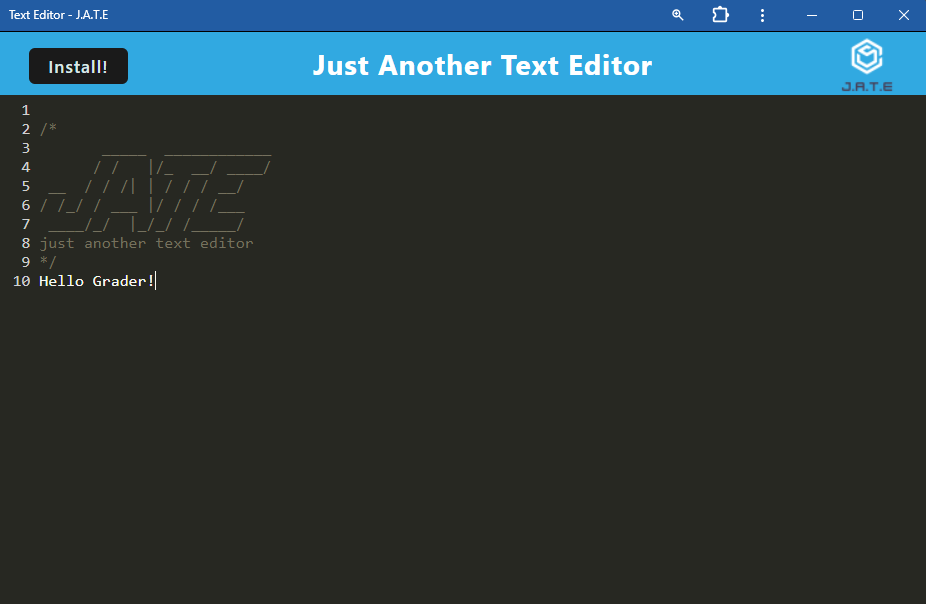 Text Editor - J.A.T.E
Install!
Just Another Text Editor
J.A.T.E
1
2 /*
3        _____  ____________
4       / /   |/_  __/ ____/
5  __  / / /| | / / / __/
6 / /_/ / ___ |/ / / /___
7  ____/_/  |_/_/ /_____/
8 just another text editor
9 */
10 Hello Grader!